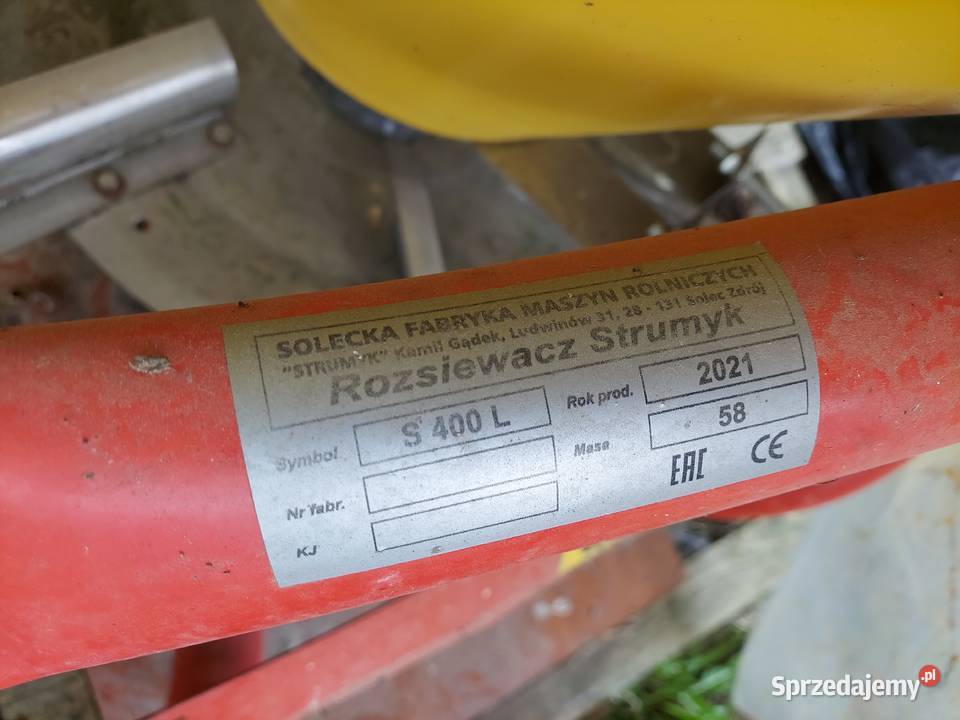 SOLECKA FABRYKA MASZYN ROLNICZYCH
"STRUMYK" Kamil Gądek, Ludwinów 31, 28 - 131 Solec Zdrój
Rozsiewacz Strumyk
Symbol S 400 L
Rok prod. 2021
Nr fabr.
Masa 58
KJ
EAC CE
Sprzedajemy.pl